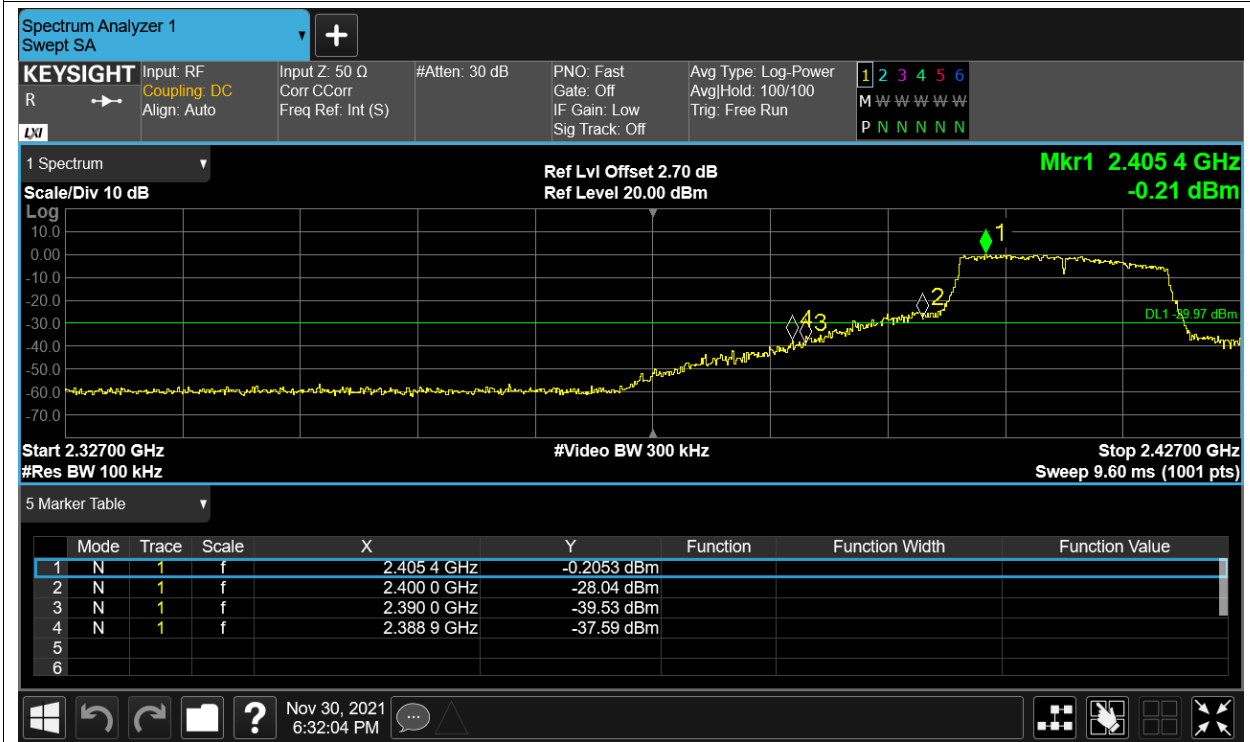 Spectrum Analyzer 1
Swept SA
KEYSIGHT Input: RF Input Z: 50 Ω #Atten: 30 dB PNO: Fast Avg Type: Log-Power 1 2 3 4 5 6
R Coupling: DC Corr CCorr Gate: Off Avg|Hold: 100/100 M W W W W W
Align: Auto Freq Ref: Int (S) IF Gain: Low Trig: Free Run
LXI Sig Track: Off P N N N N N
1 Spectrum Ref Lvl Offset 2.70 dB Mkr1 2.405 4 GHz
Scale/Div 10 dB Ref Level 20.00 dBm -0.21 dBm
Log
10.0 1
0.00
-10.0
-20.0 2
-30.0 4 3 DL1 -29.97 dBm
-40.0
-50.0
-60.0
-70.0
Start 2.32700 GHz #Video BW 300 kHz Stop 2.42700 GHz
#Res BW 100 kHz Sweep 9.60 ms (1001 pts)
5 Marker Table
Mode Trace Scale X Y Function Function Width Function Value
1 N 1 f 2.405 4 GHz -0.2053 dBm
2 N 1 f 2.400 0 GHz -28.04 dBm
3 N 1 f 2.390 0 GHz -39.53 dBm
4 N 1 f 2.388 9 GHz -37.59 dBm
5
6
? Nov 30, 2021
6:32:04 PM